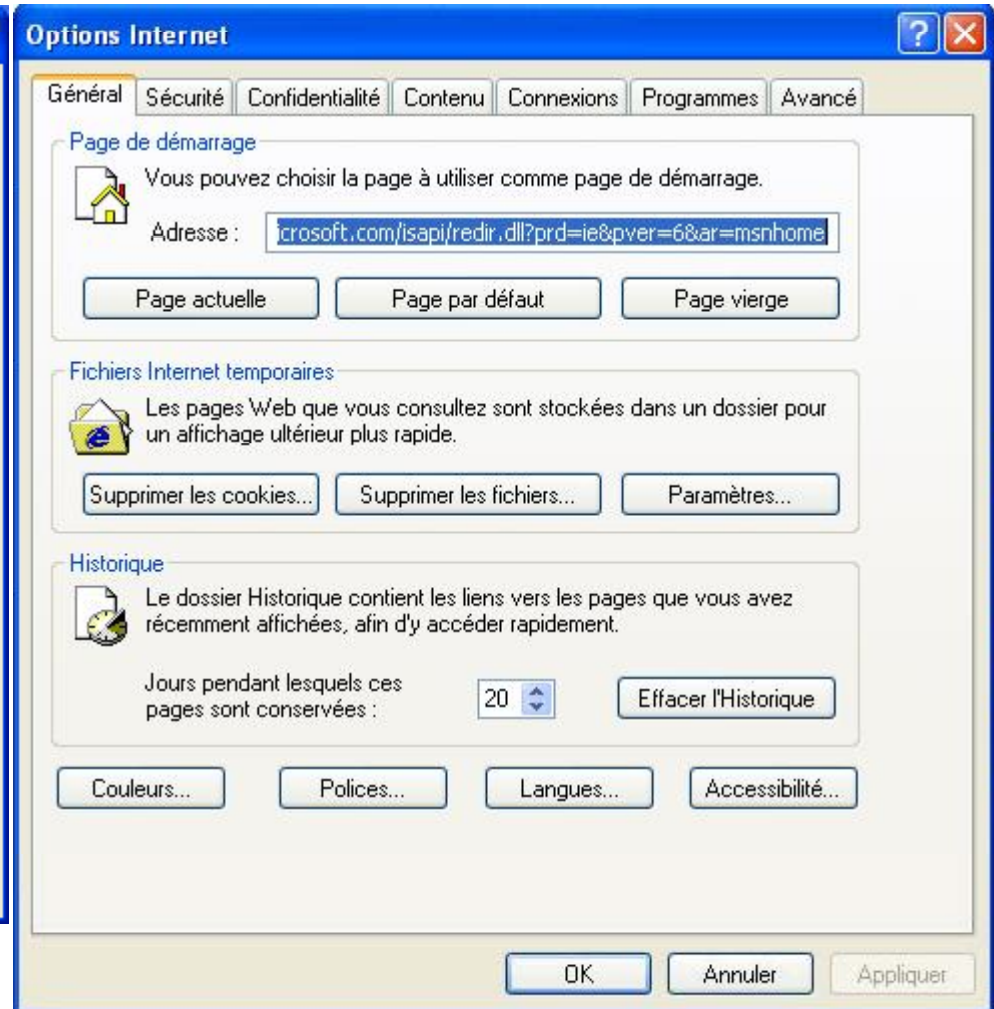 Options Internet
?
X
Général Sécurité Confidentialité Contenu Connexions Programmes Avancé
Page de démarrage
Vous pouvez choisir la page à utiliser comme page de démarrage.
Adresse : icrosoft.com/isapi/redir.dll?prd=ie&pver=6&ar=msnhome
Page actuelle Page par défaut Page vierge
Fichiers Internet temporaires
Les pages Web que vous consultez sont stockées dans un dossier pour
un affichage ultérieur plus rapide.
Supprimer les cookies... Supprimer les fichiers... Paramètres...
Historique
Le dossier Historique contient les liens vers les pages que vous avez
récemment affichées, afin d'y accéder rapidement.
Jours pendant lesquels ces
pages sont conservées : 20 Effacer l'Historique
Couleurs... Polices... Langues... Accessibilité...
OK Annuler Appliquer